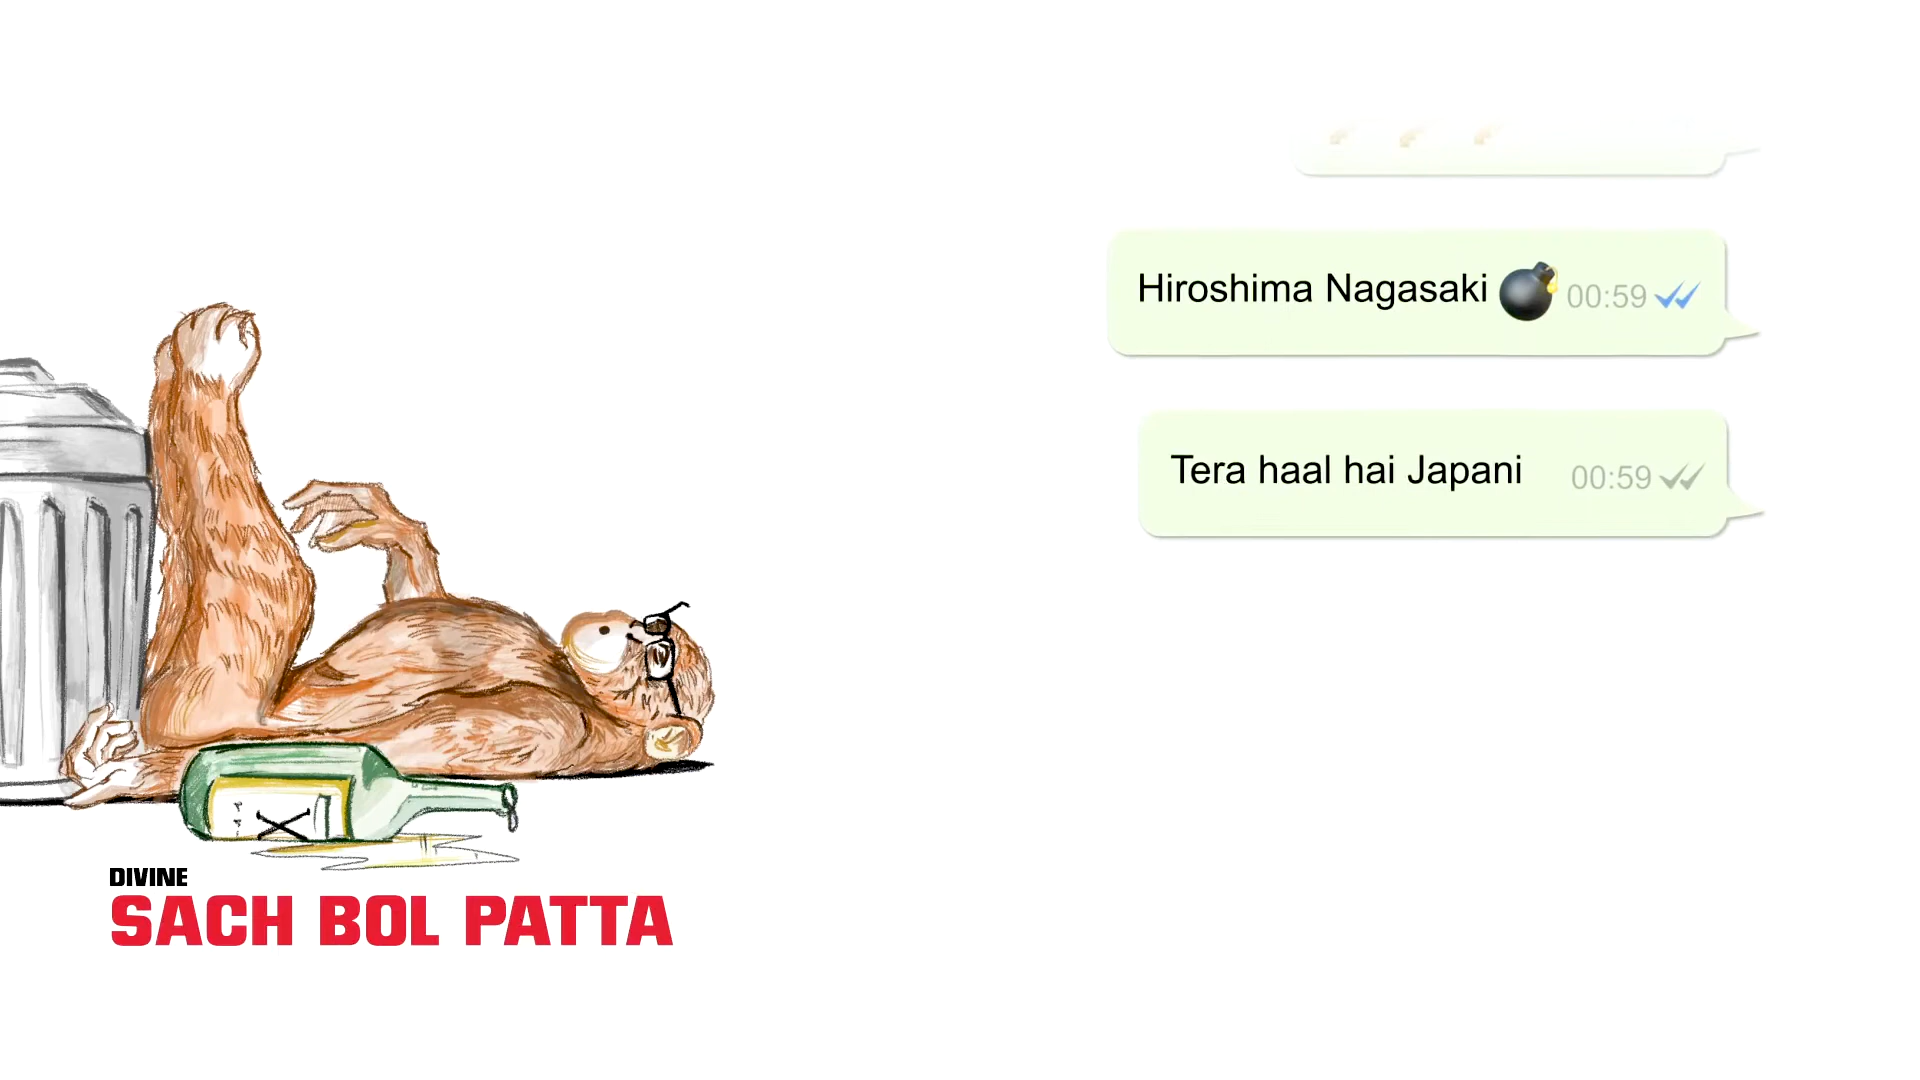 Hiroshima Nagasaki 💣 00:59
Tera haal hai Japani 00:59
DIVINE
SACH BOL PATTA